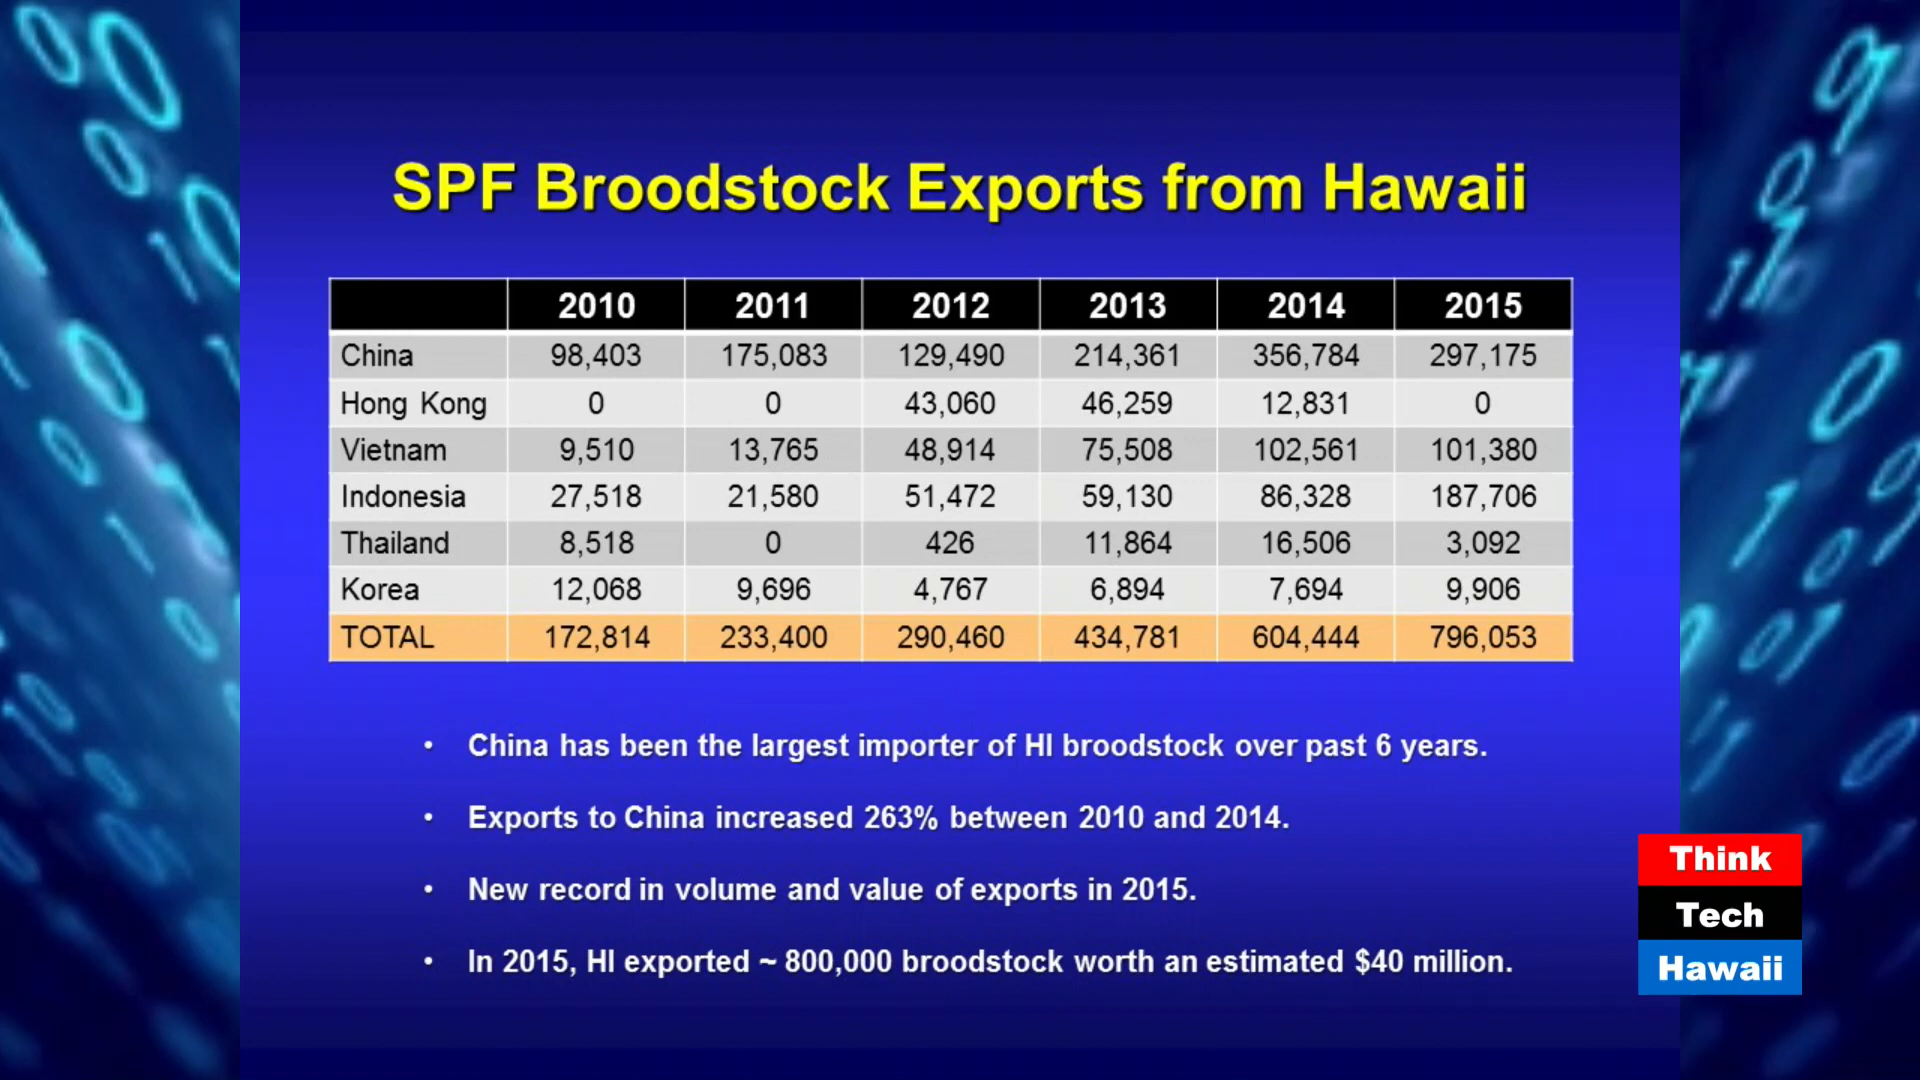 SPF Broodstock Exports from Hawaii
2010 2011 2012 2013 2014 2015
China 98,403 175,083 129,490 214,361 356,784 297,175
Hong Kong 0 0 43,060 46,259 12,831 0
Vietnam 9,510 13,765 48,914 75,508 102,561 101,380
Indonesia 27,518 21,580 51,472 59,130 86,328 187,706
Thailand 8,518 0 426 11,864 16,506 3,092
Korea 12,068 9,696 4,767 6,894 7,694 9,906
TOTAL 172,814 233,400 290,460 434,781 604,444 796,053
• China has been the largest importer of HI broodstock over past 6 years.
• Exports to China increased 263% between 2010 and 2014.
• New record in volume and value of exports in 2015.
• In 2015, HI exported ~ 800,000 broodstock worth an estimated $40 million.
Think
Tech
Hawaii